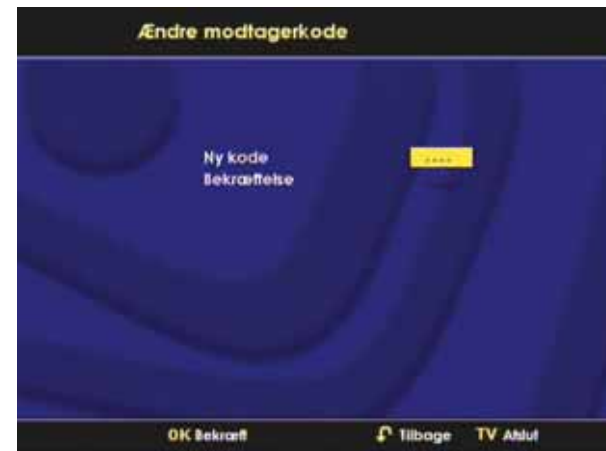 Ændre modtagerkode
Ny kode ....
Bekræftelse
OK Bekræft Tilbage TV Afslut